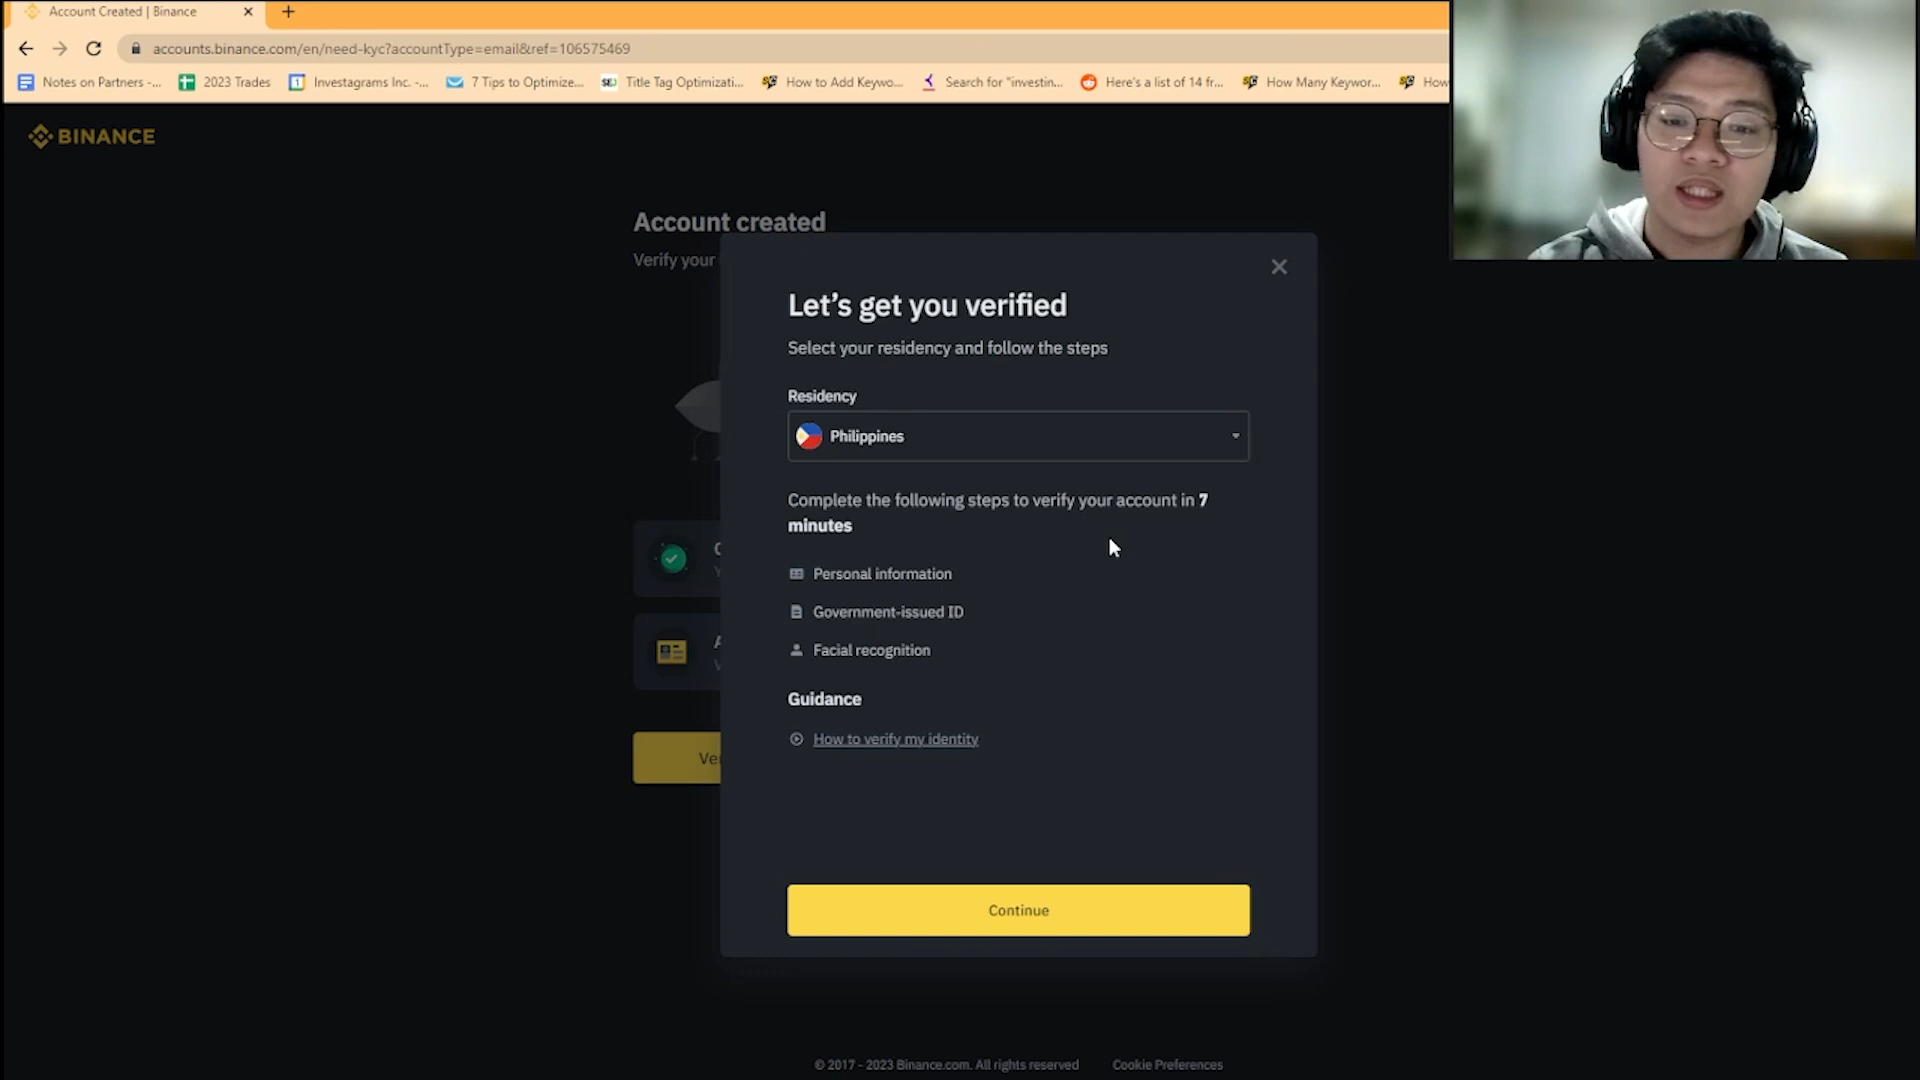 Account Created | Binance
accounts.binance.com/en/need-kyc?accountType=email&ref=106575469
Notes on Partners -... 2023 Trades Investagrams Inc. -... 7 Tips to Optimize... Title Tag Optimizati... How to Add Keywo... Search for "investin... Here's a list of 14 fr... How Many Keywor... How
BINANCE
Account created
Verify your
Let's get you verified
Select your residency and follow the steps
Residency
Philippines
Complete the following steps to verify your account in 7
minutes
Personal information
Government-issued ID
Facial recognition
Guidance
How to verify my identity
Continue
© 2017 - 2023 Binance.com. All rights reserved Cookie Preferences